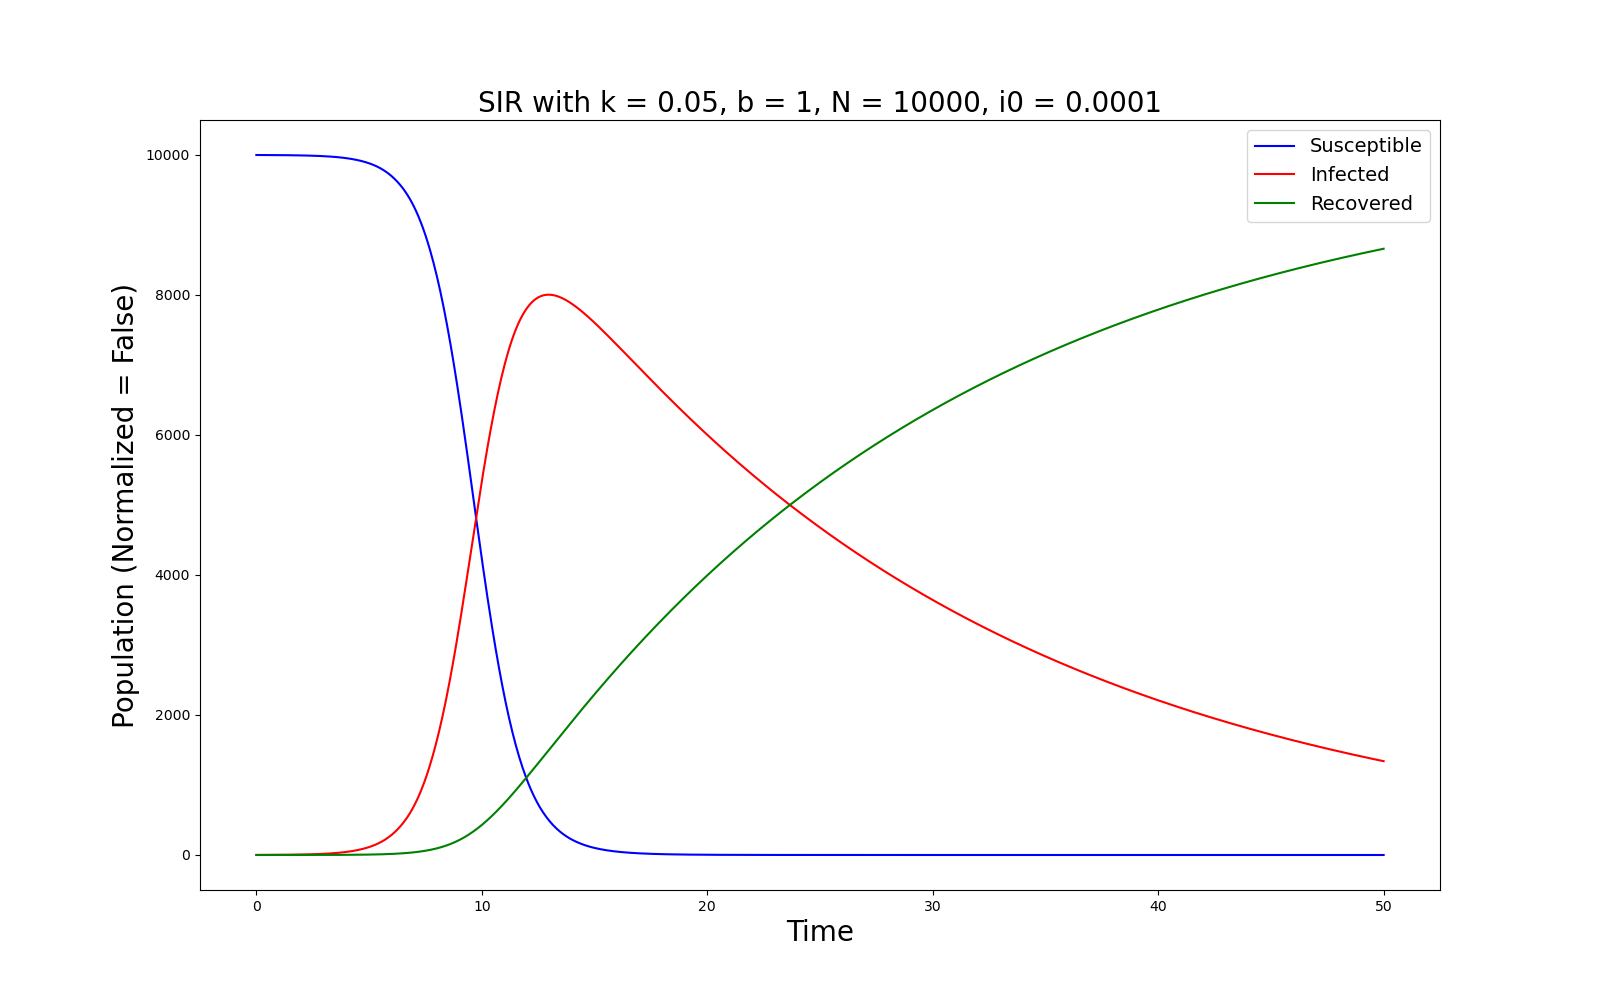 SIR with k = 0.05, b = 1, N = 10000, i0 = 0.0001
Susceptible
Infected
Recovered
Population (Normalized = False)
10000
8000
6000
4000
2000
0
0 10 20 30 40 50
Time